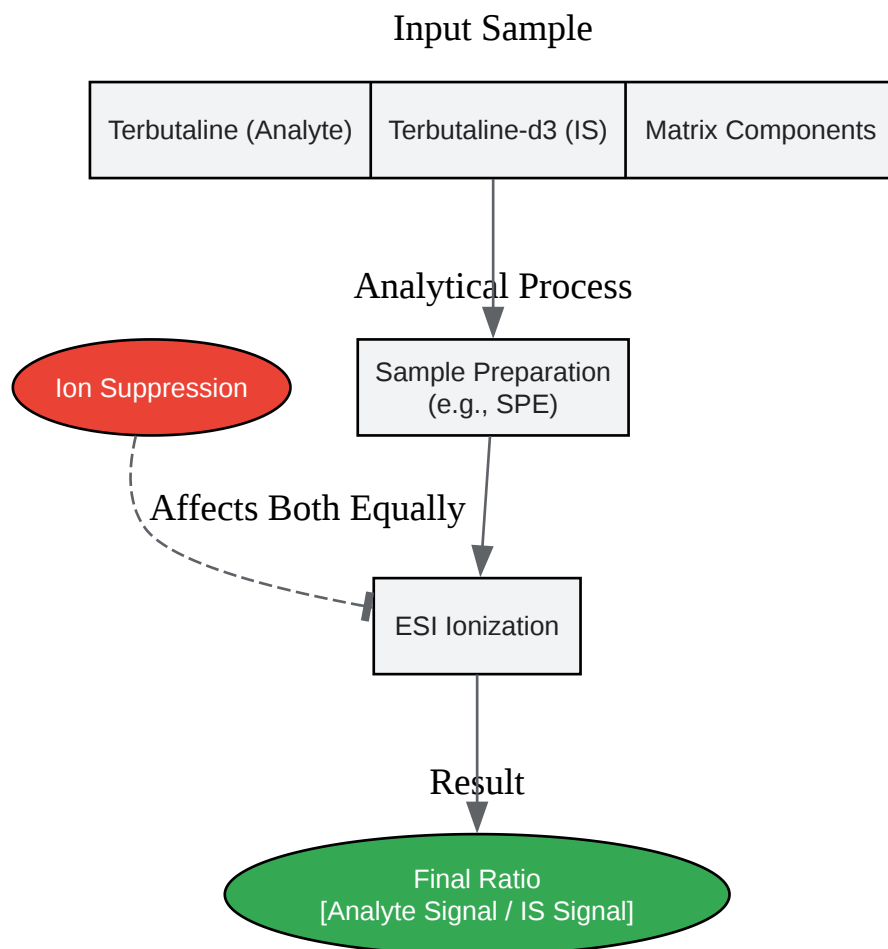 Input Sample
Terbutaline (Analyte)
Terbutaline-d3 (IS)
Matrix Components
Analytical Process
Ion Suppression
Sample Preparation
(e.g., SPE)
Affects Both Equally
ESI Ionization
Result
Final Ratio
[Analyte Signal / IS Signal]